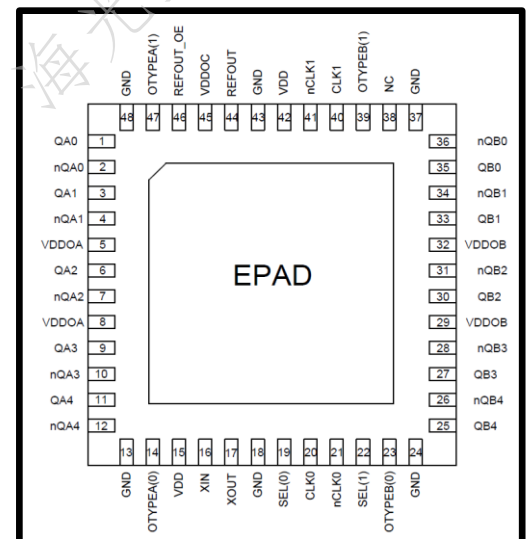 海光
GND
OTYPEA(1)
REFOUT_OE
VDDOC
REFOUT
GND
VDD
nCLK1
CLK1
OTYPEB(1)
NC
GND
48 47 46 45 44 43 42 41 40 39 38 37
QA0 1 36 nQB0
nQA0 2 35 QB0
QA1 3 34 nQB1
nQA1 4 33 QB1
VDDOA 5 32 VDDOB
QA2 6 31 nQB2
EPAD
nQA2 7 30 QB2
VDDOA 8 29 VDDOB
QA3 9 28 nQB3
nQA3 10 27 QB3
QA4 11 26 nQB4
nQA4 12 25 QB4
13 14 15 16 17 18 19 20 21 22 23 24
GND
OTYPEA(0)
VDD
XIN
XOUT
GND
SEL(0)
CLK0
nCLK0
SEL(1)
OTYPEB(0)
GND